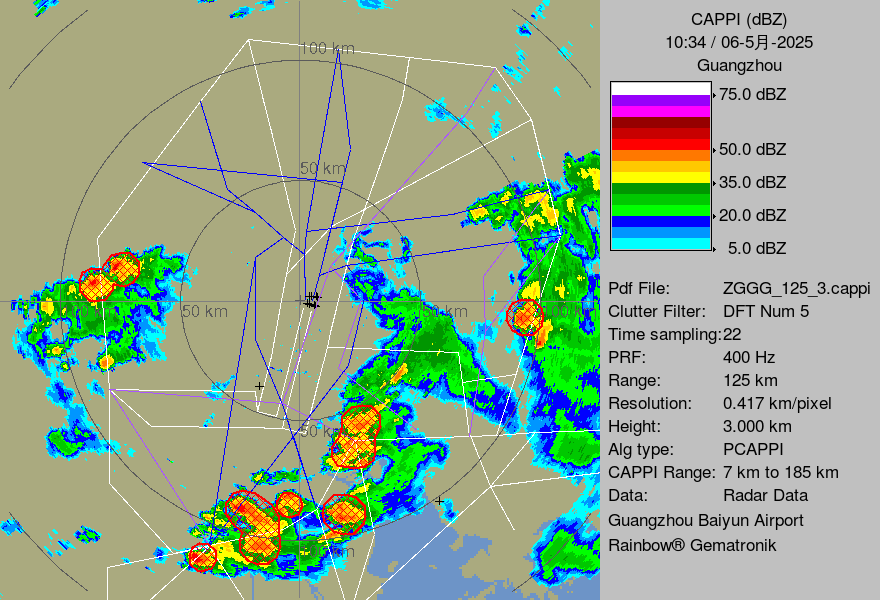 CAPPI (dBZ)
10:34 / 06-5月-2025
Guangzhou
75.0 dBZ
50.0 dBZ
35.0 dBZ
20.0 dBZ
5.0 dBZ
Pdf File: ZGGG_125_3.cappi
Clutter Filter: DFT Num 5
Time sampling:22
PRF: 400 Hz
Range: 125 km
Resolution: 0.417 km/pixel
Height: 3.000 km
Alg type: PCAPPI
CAPPI Range: 7 km to 185 km
Data: Radar Data
Guangzhou Baiyun Airport
Rainbow® Gematronik
100 km
50 km
50 km
50 km
50 km
km